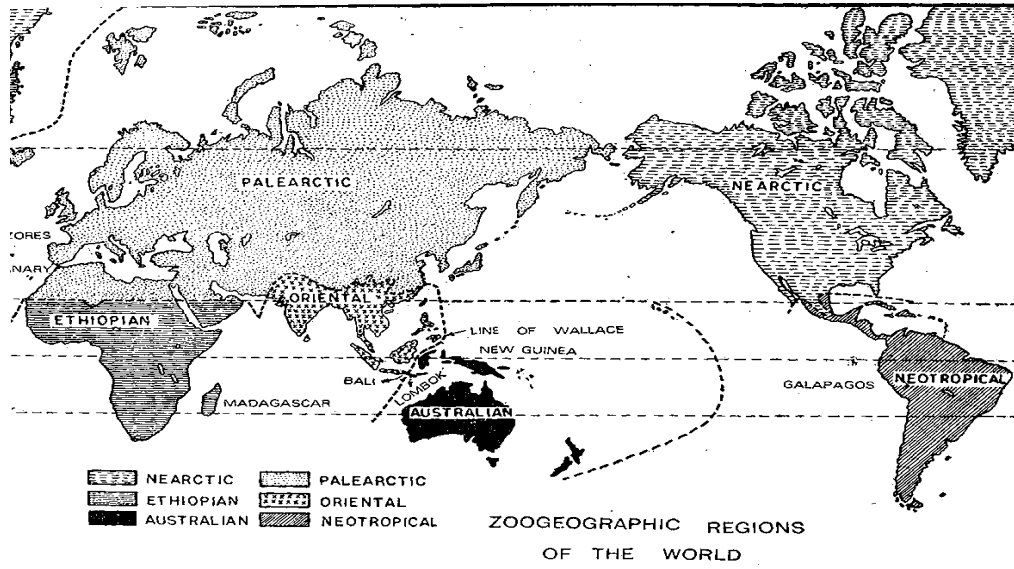 PALEARCTIC
NEARCTIC
ZORES
NARY
ORIENTAL
ETHIOPIAN
LINE OF WALLACE
NEW GUINEA
BALI
LOMBOK
GALAPAGOS
NEOTROPICAL
MADAGASCAR
AUSTRALIAN
NEARCTIC
PALEARCTIC
ETHIOPIAN
ORIENTAL
AUSTRALIAN
NEOTROPICAL
ZOOGEOGRAPHIC REGIONS
OF THE WORLD